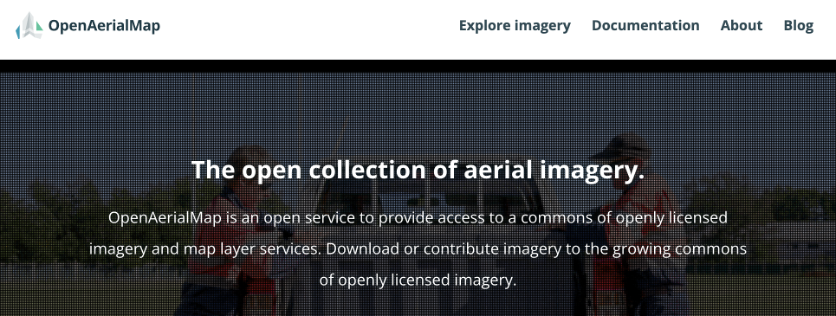 OpenAerialMap
Explore imagery Documentation About Blog
The open collection of aerial imagery.
OpenAerialMap is an open service to provide access to a commons of openly licensed
imagery and map layer services. Download or contribute imagery to the growing commons
of openly licensed imagery.